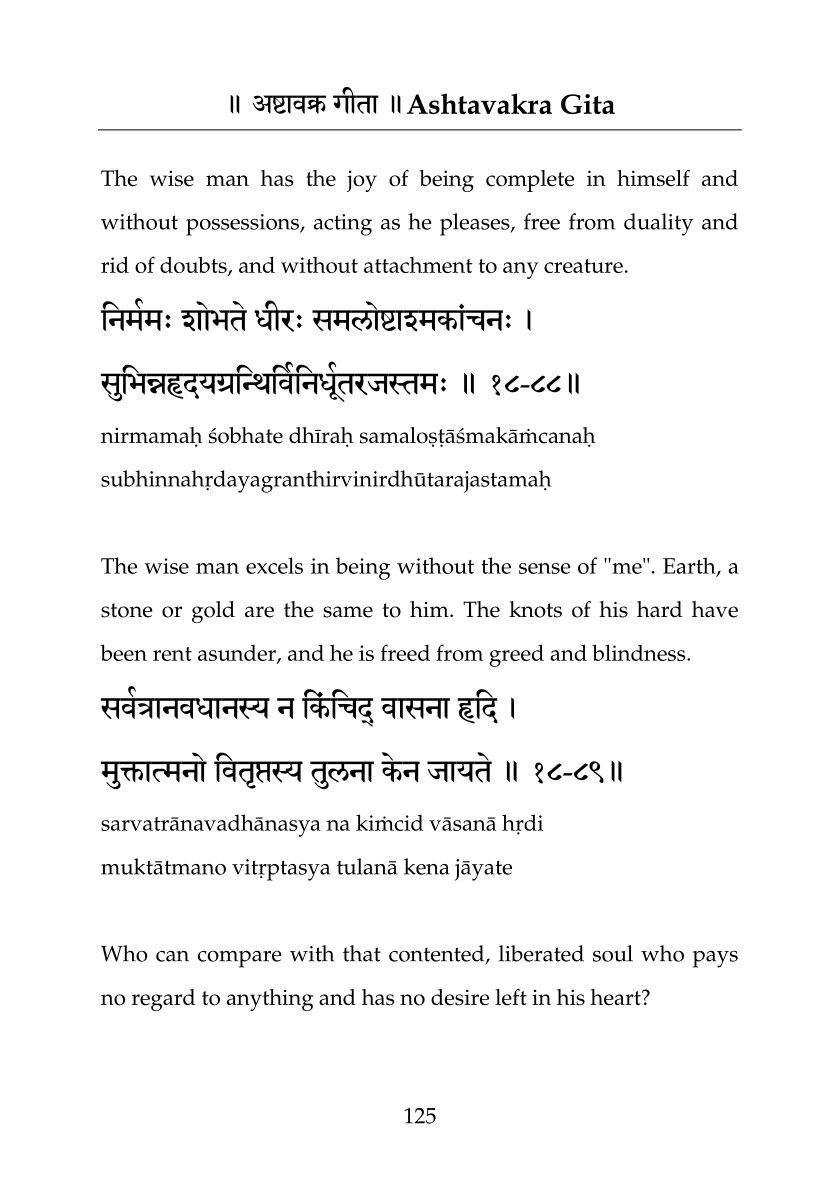 ॥ अष्टावक्र गीता ॥ Ashtavakra Gita
The wise man has the joy of being complete in himself and
without possessions, acting as he pleases, free from duality and
rid of doubts, and without attachment to any creature.
निर्ममः शोभते धीरः समलोष्टाश्मकांचनः ।
सुभिन्नहृदयग्रन्थिर्विनिर्धूतरजस्तमः ॥ १८-८८॥
nirmamaḥ śobhate dhīraḥ samaloṣṭāśmakāṁcanaḥ
subhinnahṛdayagranthirvinirdhūtarajastamaḥ
The wise man excels in being without the sense of "me". Earth, a
stone or gold are the same to him. The knots of his hard have
been rent asunder, and he is freed from greed and blindness.
सर्वत्रानवधानस्य न किंचिद् वासना हृदि ।
मुक्तात्मनो वितृप्तस्य तुलना केन जायते ॥ १८-८९॥
sarvatrānavadhānasya na kiṁcid vāsanā hṛdi
muktātmano vitṛptasya tulanā kena jāyate
Who can compare with that contented, liberated soul who pays
no regard to anything and has no desire left in his heart?
125